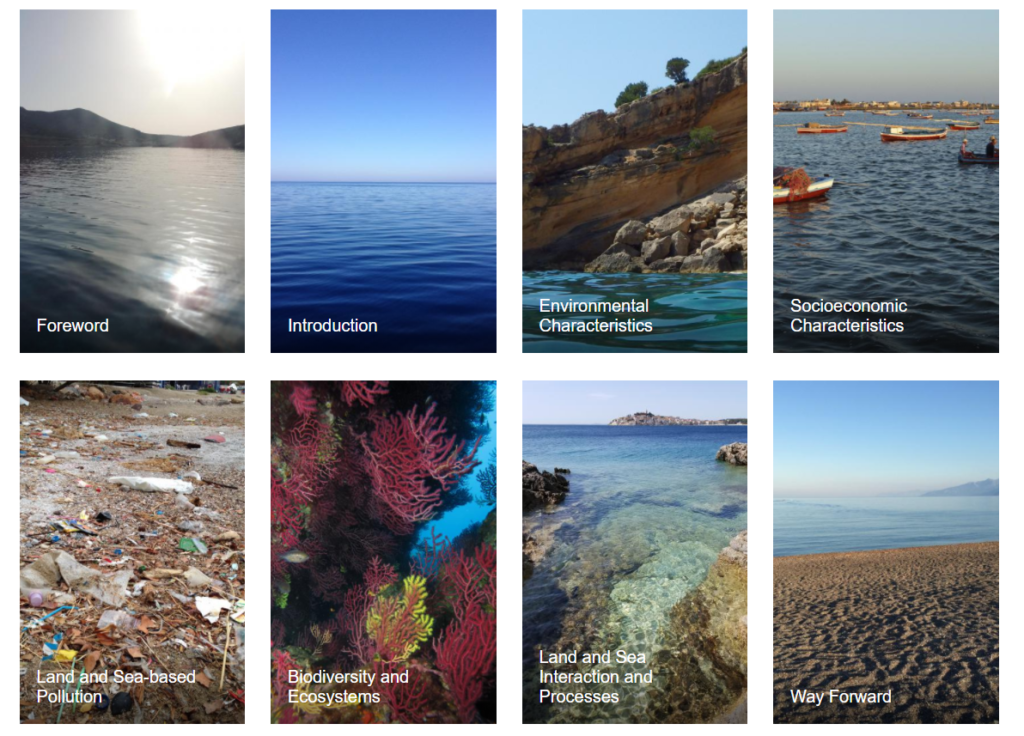 Foreword
Introduction
Environmental
Characteristics
Socioeconomic
Characteristics
Land and Sea-based
Pollution
Biodiversity and
Ecosystems
Land and Sea
Interaction and
Processes
Way Forward